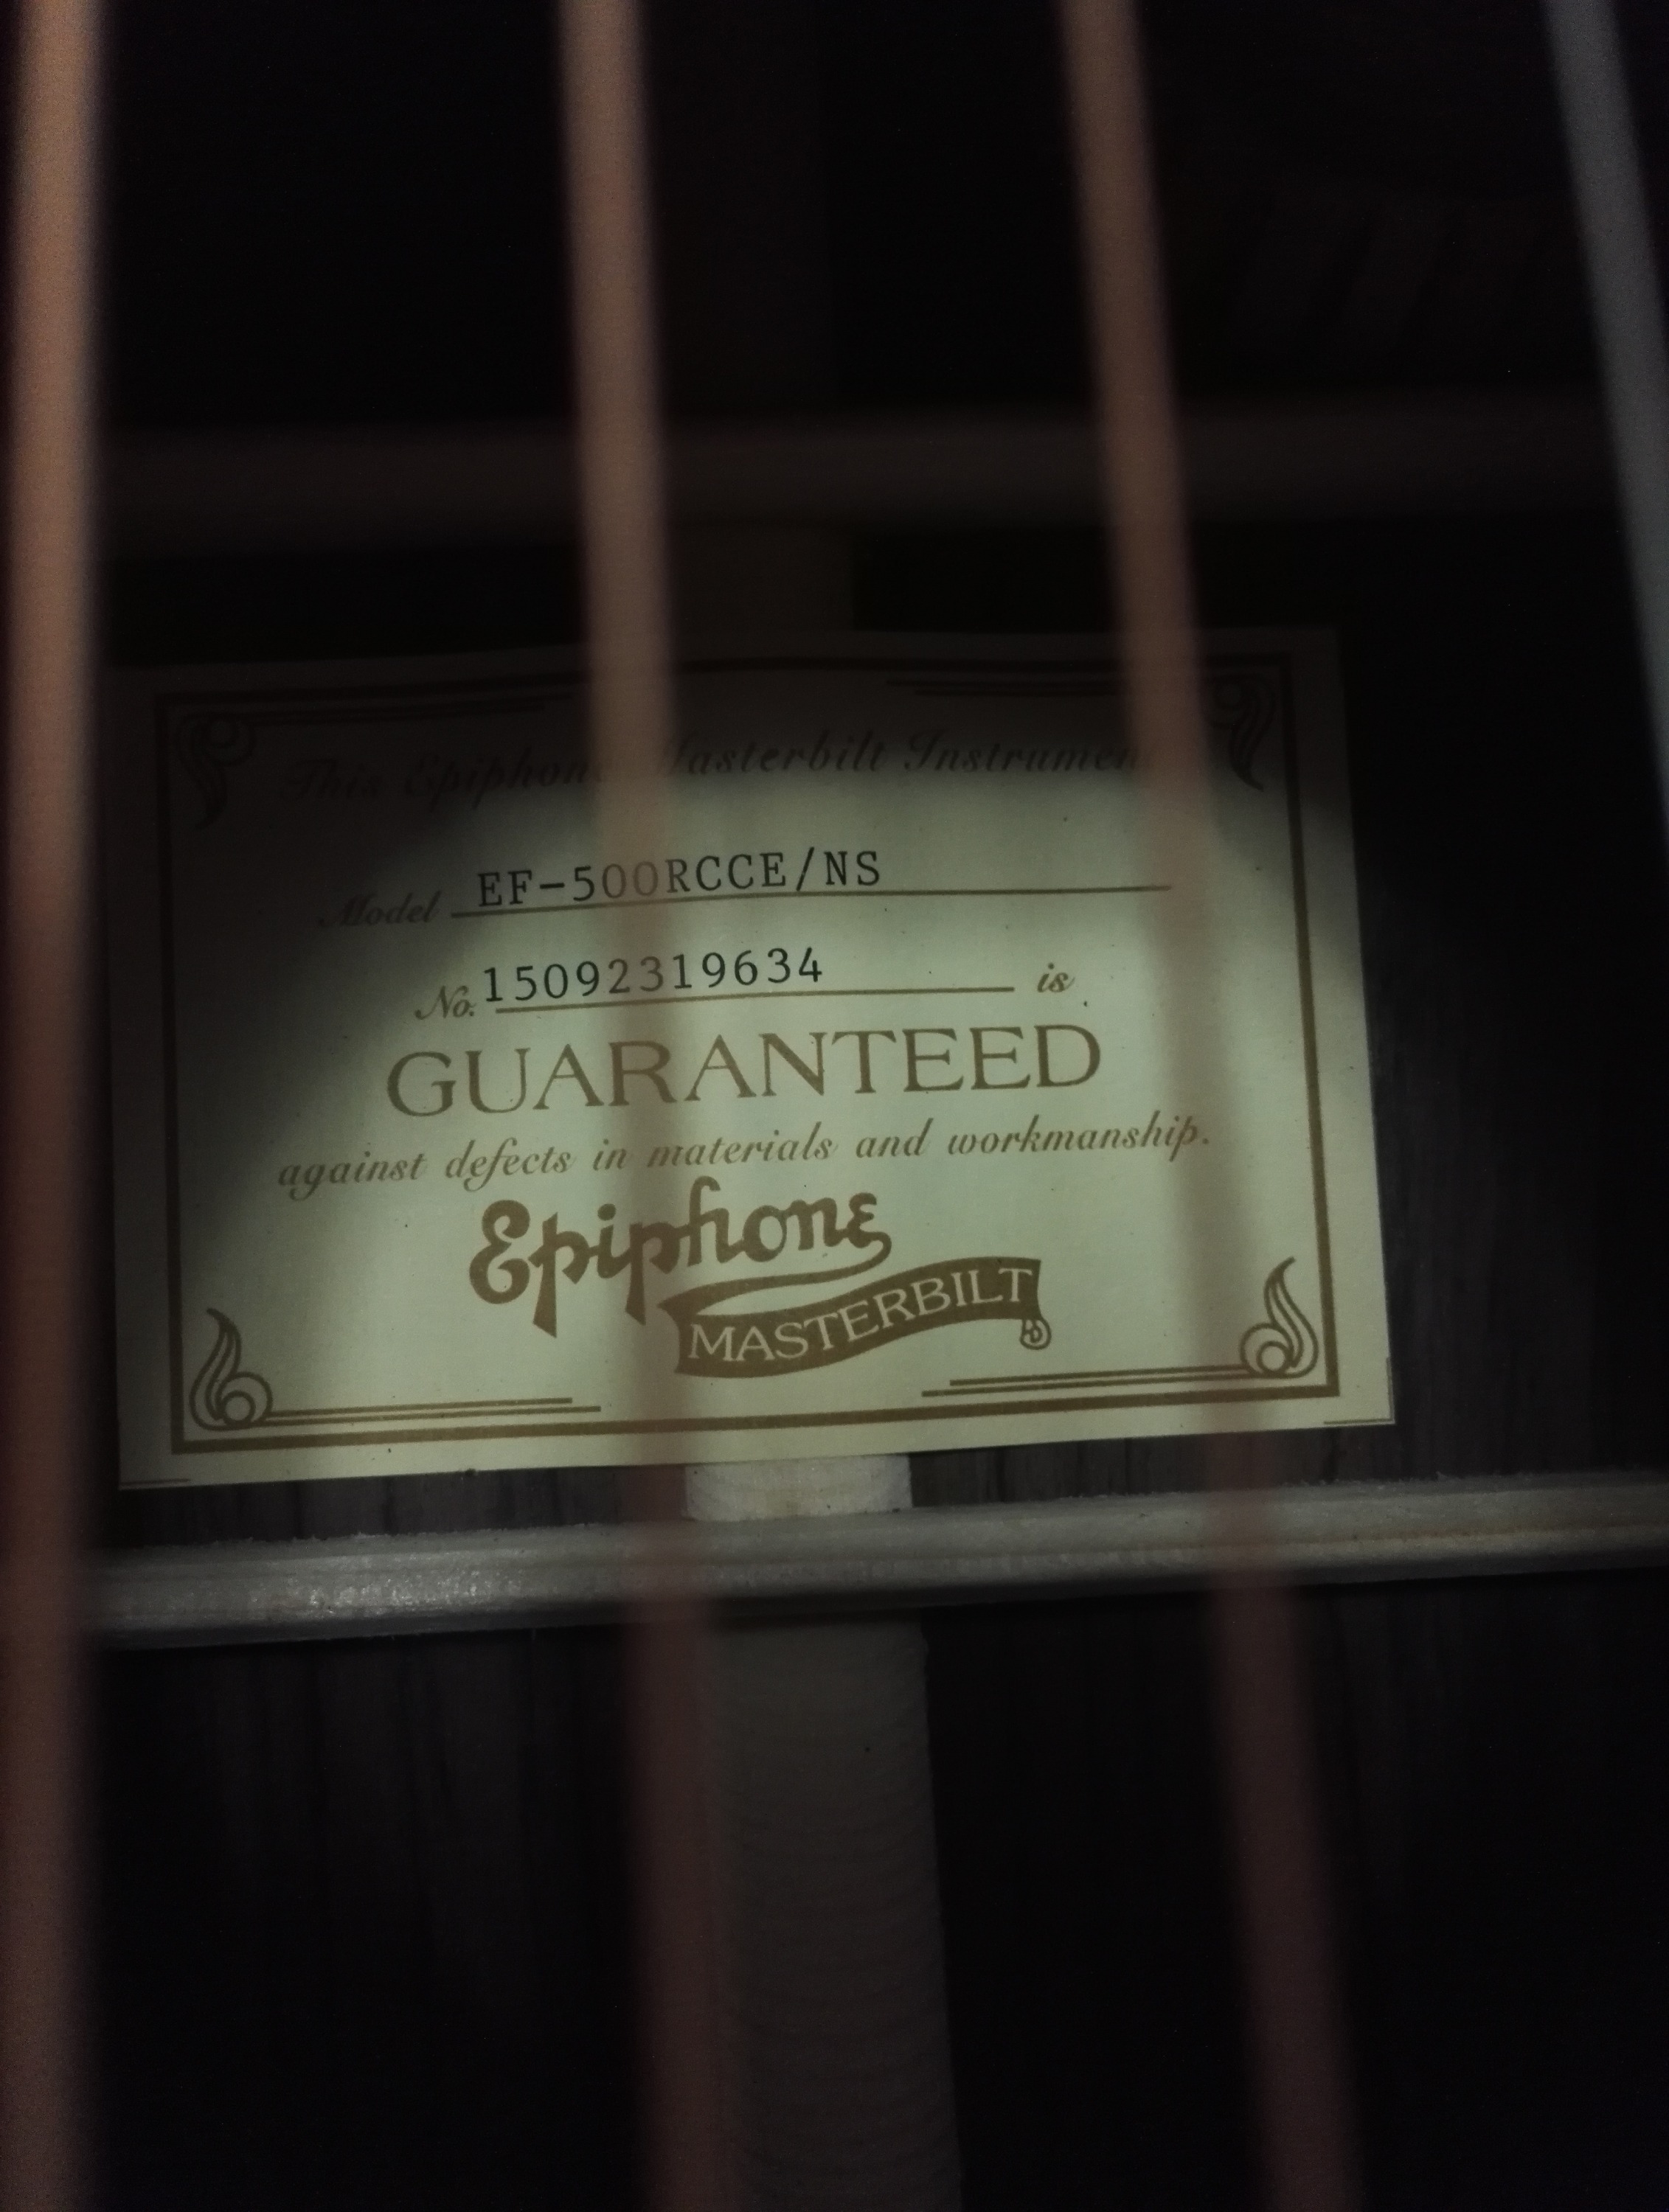 This Epiphone Masterbilt Instrument
Model EF-500RCCE/NS
No. 15092319634 is
GUARANTEED
against defects in materials and workmanship.
Epiphone
MASTERBILT